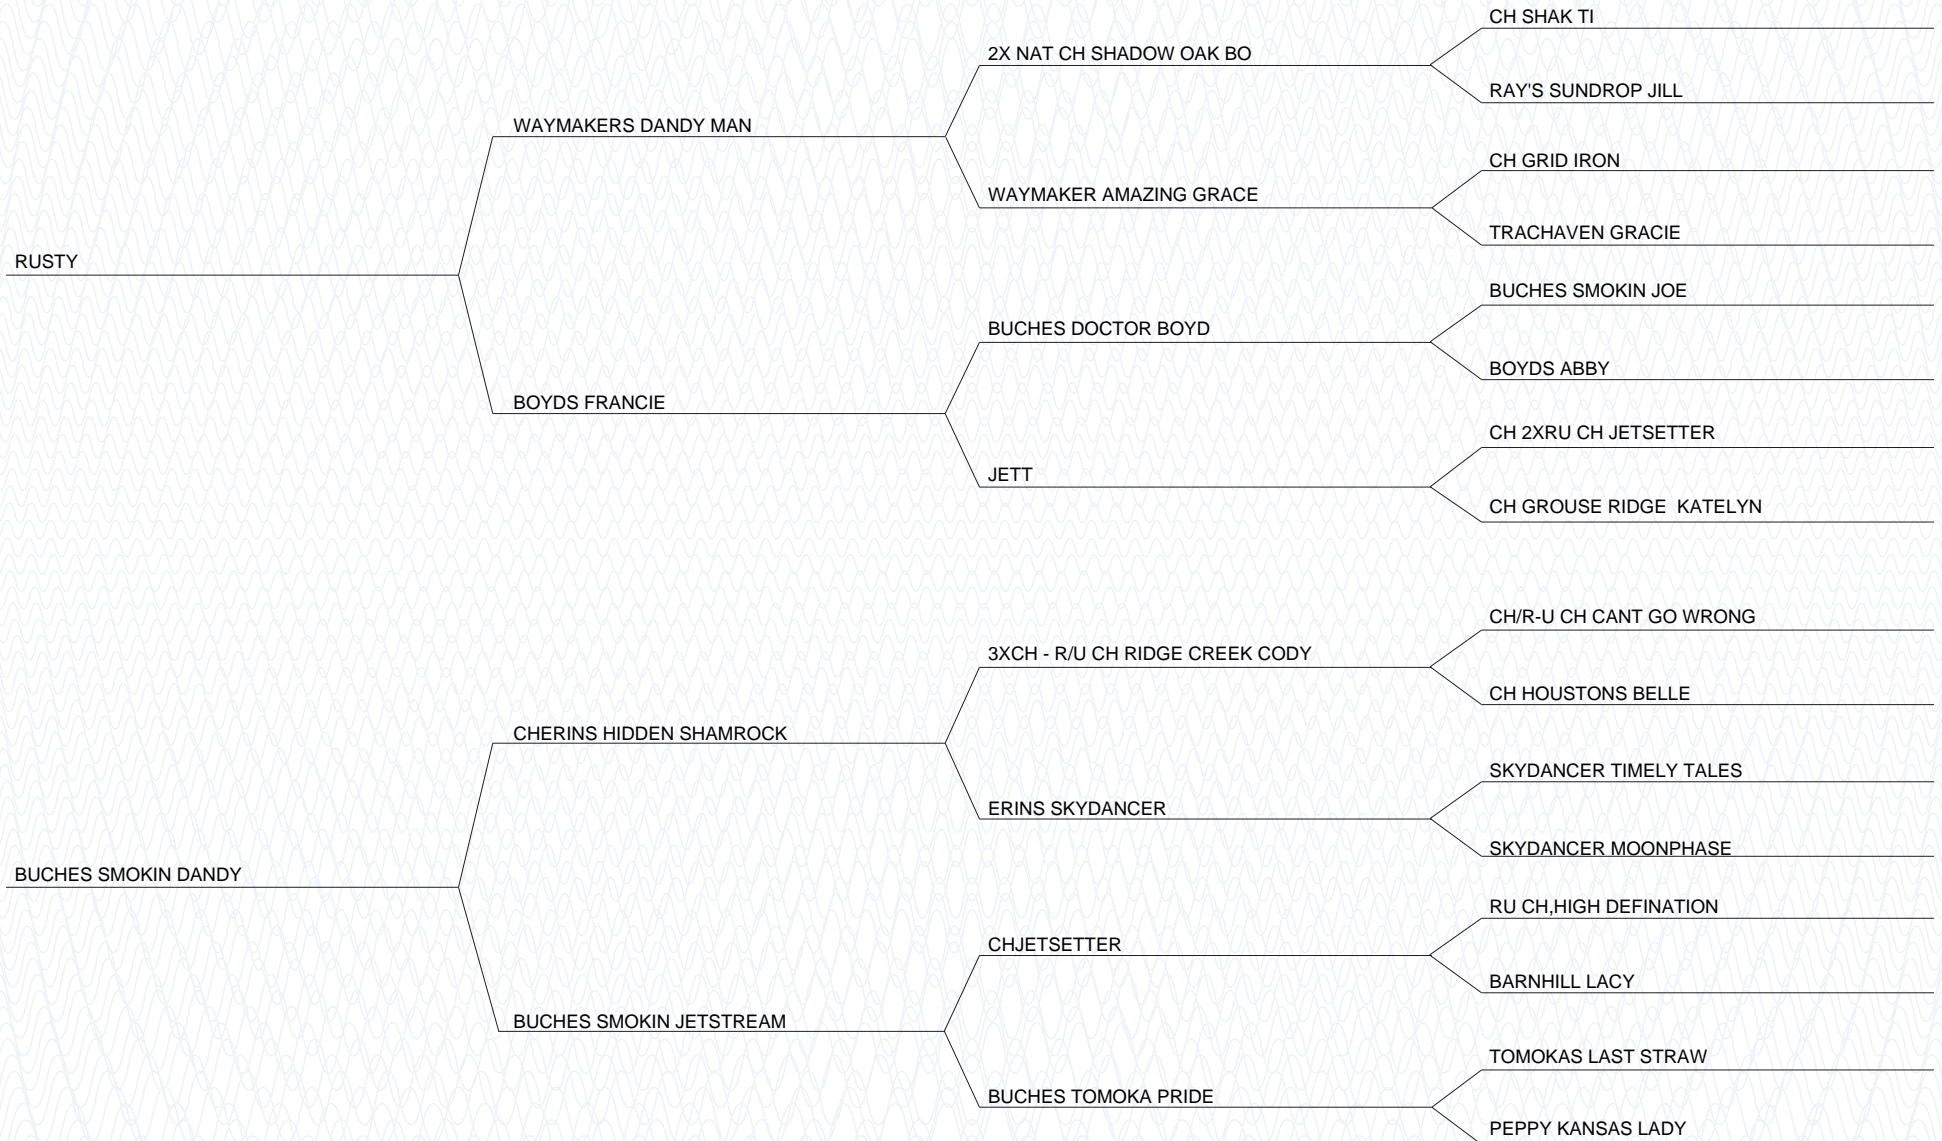 CH SHAK TI
2X NAT CH SHADOW OAK BO
RAY'S SUNDROP JILL
WAYMAKERS DANDY MAN
CH GRID IRON
WAYMAKER AMAZING GRACE
TRACHAVEN GRACIE
RUSTY
BUCHES SMOKIN JOE
BUCHES DOCTOR BOYD
BOYDS ABBY
BOYDS FRANCIE
CH 2XRU CH JETSETTER
JETT
CH GROUSE RIDGE  KATELYN
CH/R-U CH CANT GO WRONG
3XCH - R/U CH RIDGE CREEK CODY
CH HOUSTONS BELLE
CHERINS HIDDEN SHAMROCK
SKYDANCER TIMELY TALES
ERINS SKYDANCER
SKYDANCER MOONPHASE
BUCHES SMOKIN DANDY
RU CH,HIGH DEFINATION
CHJETSETTER
BARNHILL LACY
BUCHES SMOKIN JETSTREAM
TOMOKAS LAST STRAW
BUCHES TOMOKA PRIDE
PEPPY KANSAS LADY